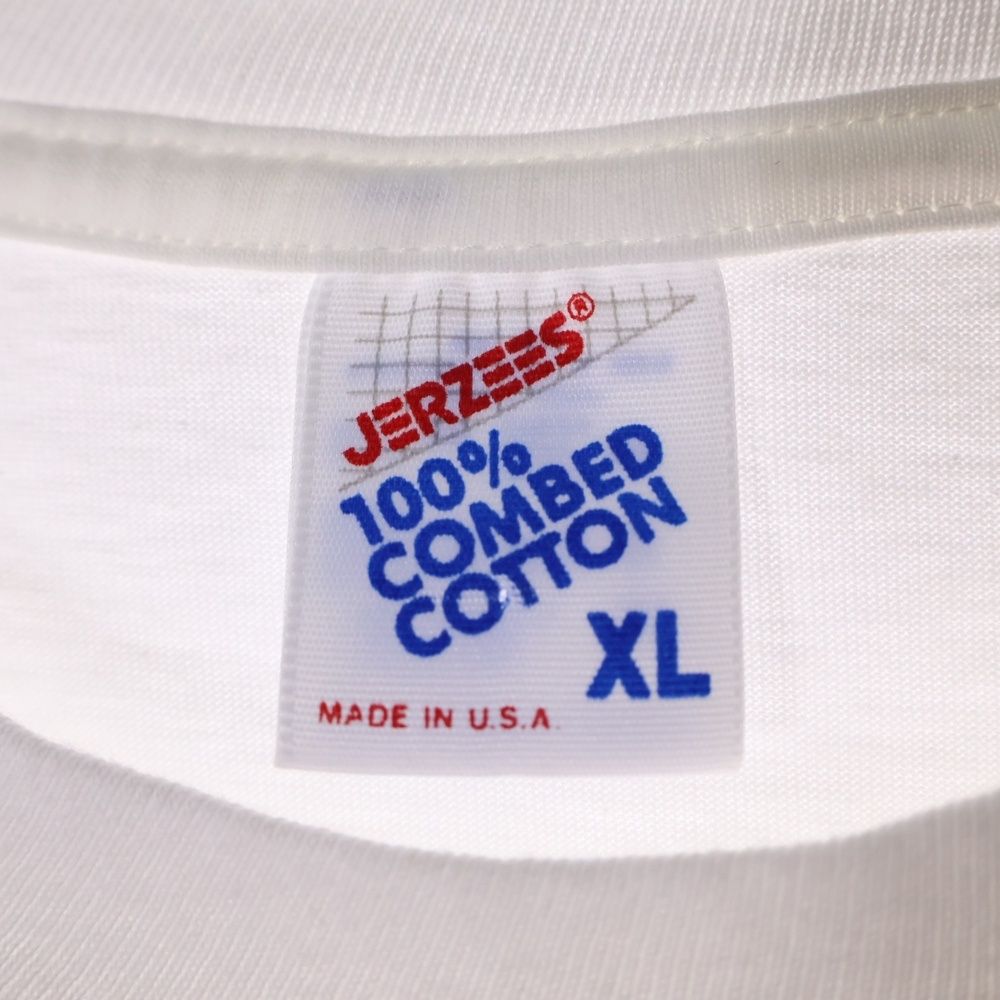 JERZEES®
100%
COMBED
COTTON
XL
MADE IN U.S.A.